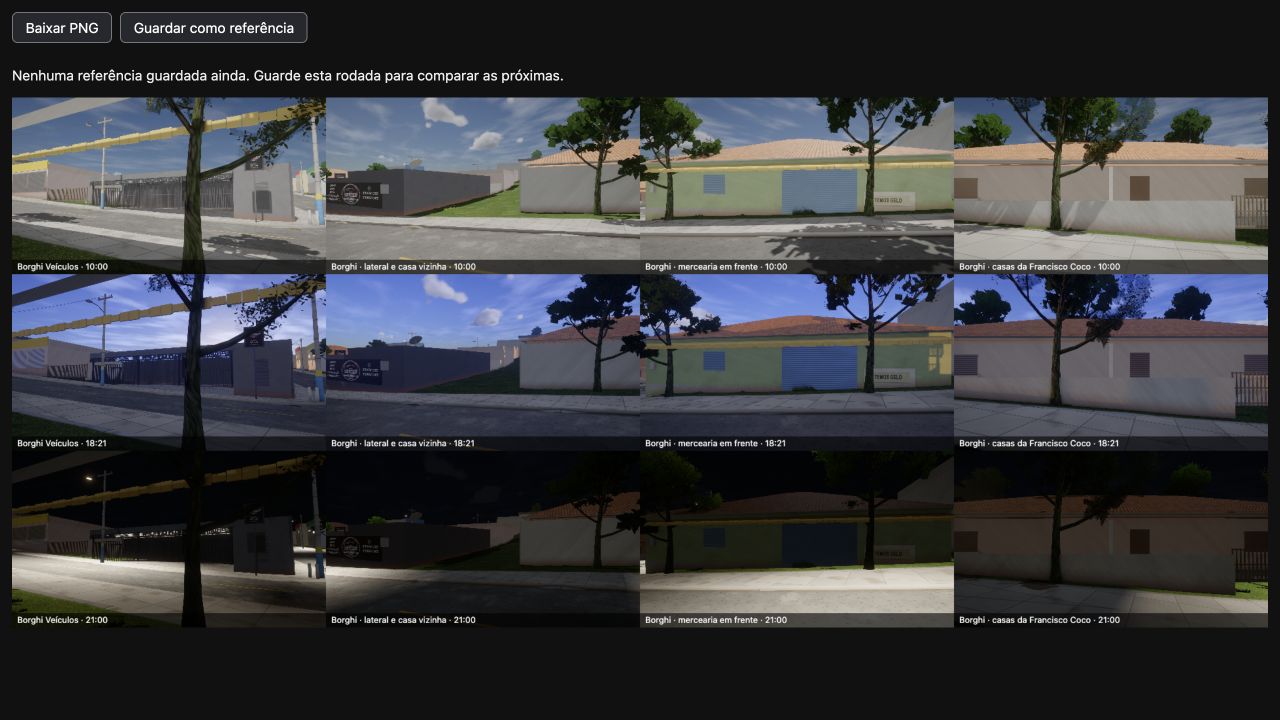 Baixar PNG
Guardar como referência
Nenhuma referência guardada ainda. Guarde esta rodada para comparar as próximas.
Borghi Veículos · 10:00
Borghi · lateral e casa vizinha · 10:00
Borghi · mercearia em frente · 10:00
Borghi · casas da Francisco Coco · 10:00
Borghi Veículos · 18:21
Borghi · lateral e casa vizinha · 18:21
Borghi · mercearia em frente · 18:21
Borghi · casas da Francisco Coco · 18:21
Borghi Veículos · 21:00
Borghi · lateral e casa vizinha · 21:00
Borghi · mercearia em frente · 21:00
Borghi · casas da Francisco Coco · 21:00